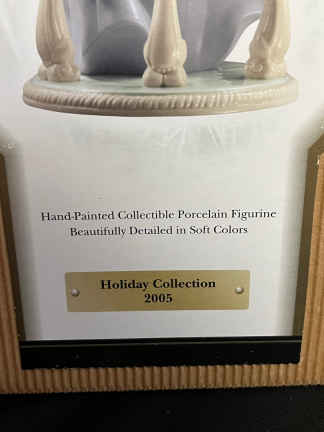 Hand-Painted Collectible Porcelain Figurine
Beautifully Detailed in Soft Colors
Holiday Collection
2005